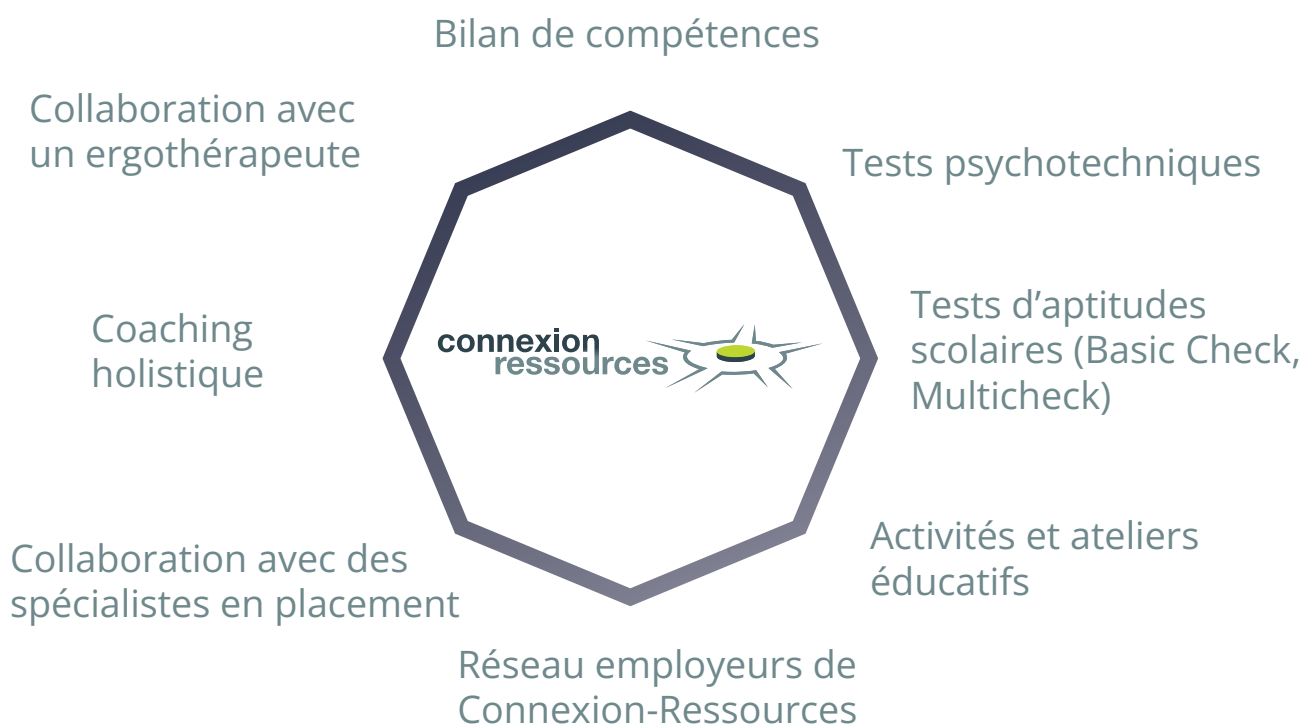 Bilan de compétences
Collaboration avec
un ergothérapeute
Tests psychotechniques
Coaching
holistique
connexion
ressources
Tests d’aptitudes
scolaires (Basic Check,
Multicheck)
Collaboration avec des
spécialistes en placement
Activités et ateliers
éducatifs
Réseau employeurs de
Connexion-Ressources